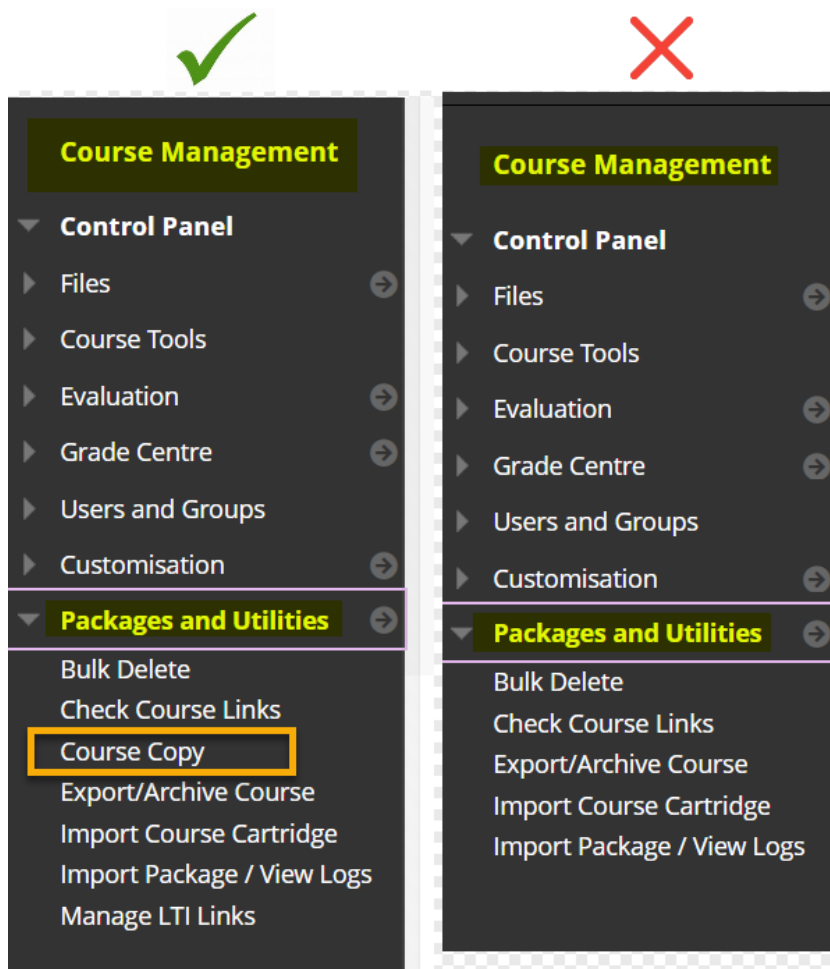 Course Management
Control Panel
Files
Course Tools
Evaluation
Grade Centre
Users and Groups
Customisation
Packages and Utilities
Bulk Delete
Check Course Links
Course Copy
Export/Archive Course
Import Course Cartridge
Import Package / View Logs
Manage LTI Links
Course Management
Control Panel
Files
Course Tools
Evaluation
Grade Centre
Users and Groups
Customisation
Packages and Utilities
Bulk Delete
Check Course Links
Export/Archive Course
Import Course Cartridge
Import Package / View Logs